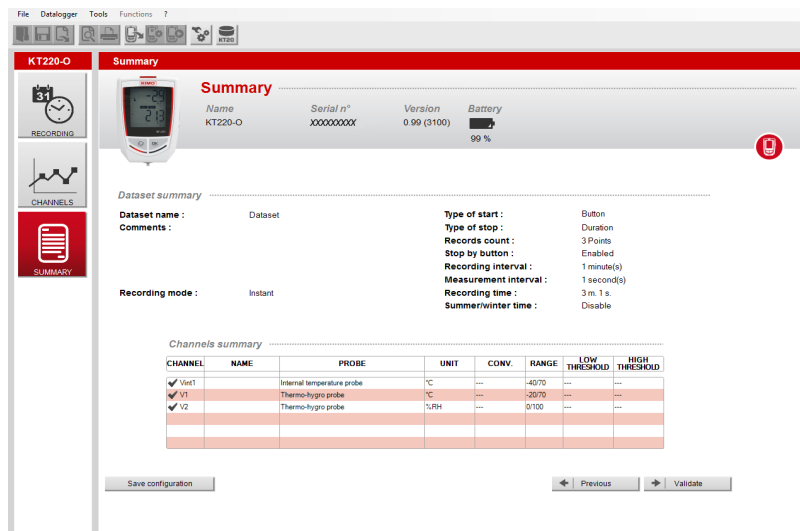 File Datalogger Tools Functions ?
KT20
KT220-O
Summary
31
RECORDING
CHANNELS
SUMMARY
KIMO
Summary
Name Serial n° Version Battery
KT220-O XXXXXXXXX 0.99 (3100)
99 %
Dataset summary
Dataset name : Dataset Type of start : Button
Comments : Type of stop : Duration
Records count : 3 Points
Stop by button : Enabled
Recording interval : 1 minute(s)
Measurement interval : 1 second(s)
Recording mode : Instant Recording time : 3 m. 1 s.
Summer/winter time : Disable
Channels summary
CHANNEL NAME PROBE UNIT CONV. RANGE LOW THRESHOLD HIGH THRESHOLD
Vint1 Internal temperature probe °C --- -40/70 --- ---
V1 Thermo-hygro probe °C --- -20/70 --- ---
V2 Thermo-hygro probe %RH --- 0/100 --- ---
Save configuration Previous Validate